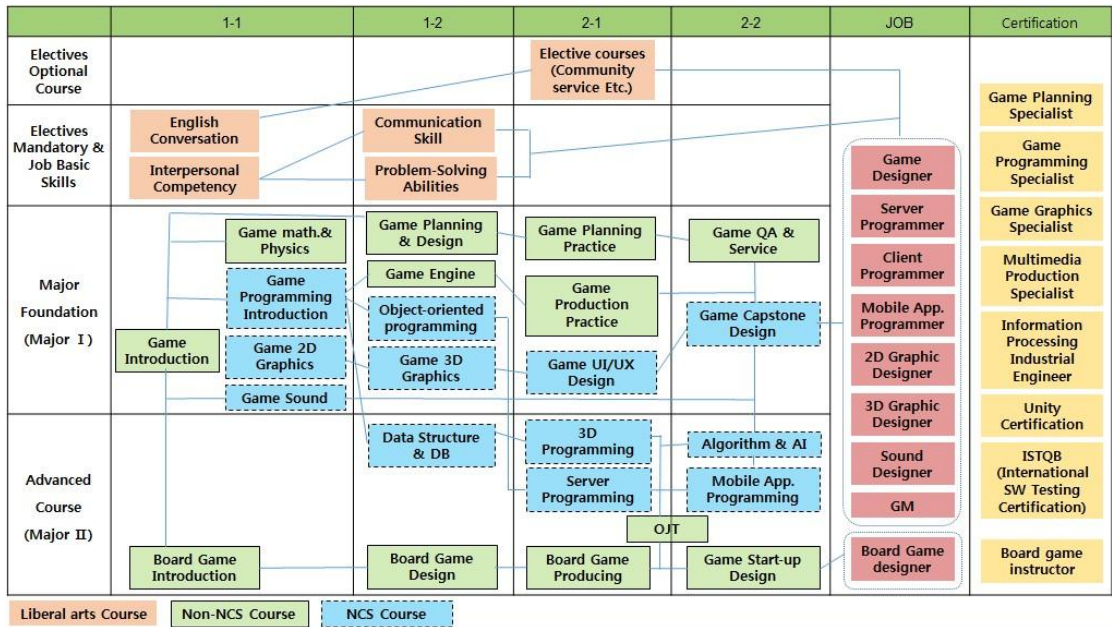 1-1
1-2
2-1
2-2
JOB
Certification
Electives
Optional
Course
Elective courses
(Community
service Etc.)
Electives
Mandatory &
Job Basic
Skills
English
Conversation
Interpersonal
Competency
Communication
Skill
Problem-Solving
Abilities
Major
Foundation
(Major I)
Game Introduction
Game math.&
Physics
Game
Programming
Introduction
Game 2D
Graphics
Game Sound
Game Planning
& Design
Game Engine
Object-oriented
programming
Game 3D
Graphics
Game Planning
Practice
Game
Production
Practice
Game UI/UX
Design
Game QA &
Service
Game Capstone
Design
Advanced
Course
(Major II)
Board Game
Introduction
Data Structure
& DB
Board Game
Design
3D
Programming
Server
Programming
OJT
Board Game
Producing
Algorithm & AI
Mobile App.
Programming
Game Start-up
Design
Game
Designer
Server
Programmer
Client
Programmer
Mobile App.
Programmer
2D Graphic
Designer
3D Graphic
Designer
Sound
Designer
GM
Board Game
designer
Game Planning
Specialist
Game
Programming
Specialist
Game Graphics
Specialist
Multimedia
Production
Specialist
Information
Processing
Industrial
Engineer
Unity
Certification
ISTQB
(International
SW Testing
Certification)
Board game
instructor
Liberal arts Course
Non-NCS Course
NCS Course